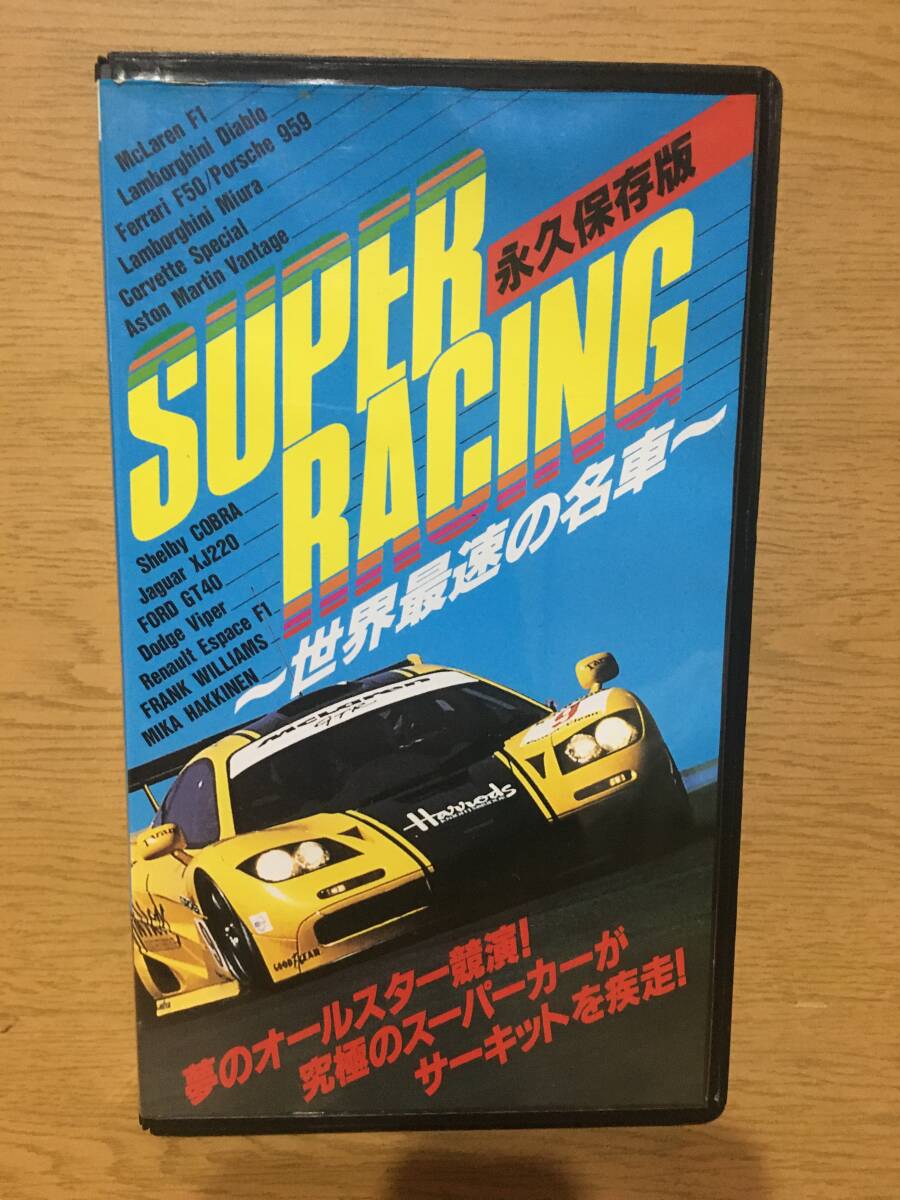 McLaren F1
Lamborghini Diablo
Ferrari F50/Porsche 959
Lamborghini Miura
Corvette Special
Aston Martin Vantage
永久保存版
SUPER
RACING
〜世界最速の名車〜
Shelby COBRA
Jaguar XJ220
FORD GT40
Dodge Viper
Renault Espace F1
FRANK WILLIAMS
MIKA HAKKINEN
McLaren
GTR
Harrods
KNIGHTSBRIDGE
GOODYEAR
夢のオールスター競演!
究極のスーパーカーが
サーキットを疾走!